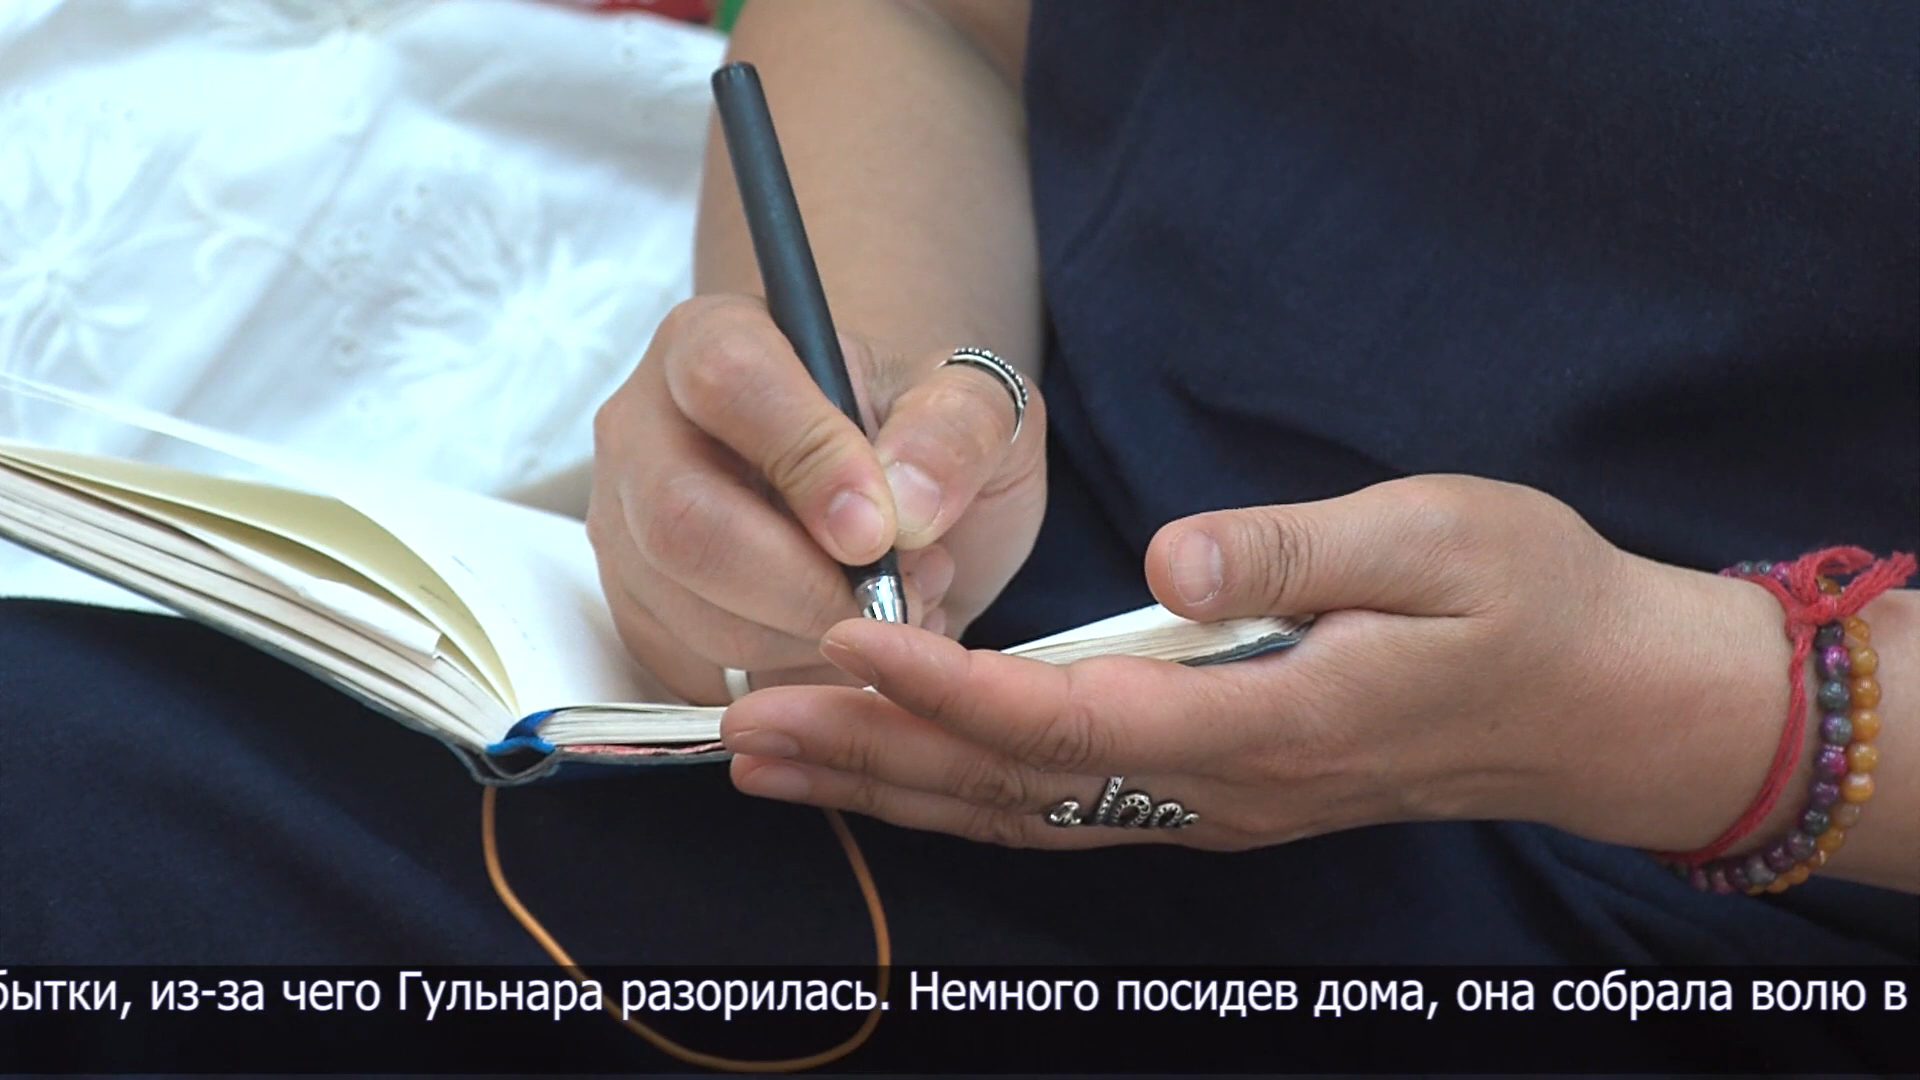 бытки, из-за чего Гульнара разорилась. Немного посидев дома, она собрала волю в